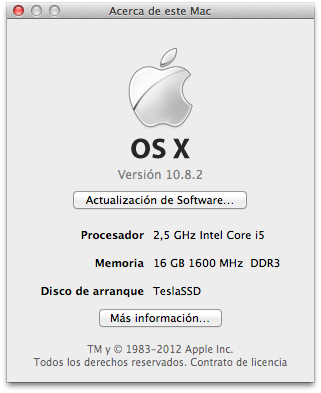 Acerca de este Mac
OS X
Versión 10.8.2
Actualización de Software...
Procesador 2,5 GHz Intel Core i5
Memoria 16 GB 1600 MHz DDR3
Disco de arranque TeslaSSD
Más información...
TM y © 1983-2012 Apple Inc.
Todos los derechos reservados. Contrato de licencia